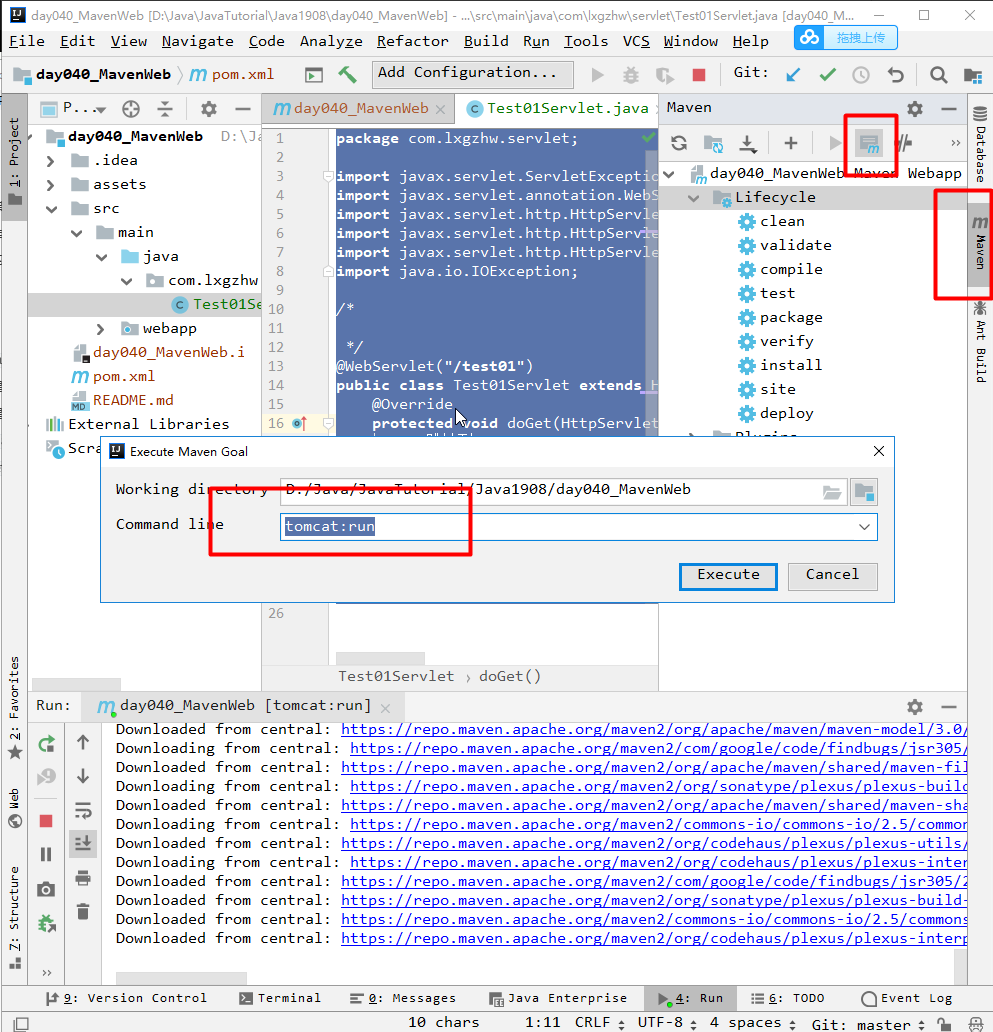 day040_MavenWeb [D:\Java\JavaTutorial\Java1908\day040_MavenWeb] - ...\src\main\java\com\lxgzhw\servlet\Test01Servlet.java [day040_M...
File Edit View Navigate Code Analyze Refactor Build Run Tools VCS Window Help
拖拽上传
day040_MavenWeb pom.xml Add Configuration... Git:
P... day040_MavenWeb Test01Servlet.java Maven
1: Project
day040_MavenWeb D:\Ja
.idea
assets
src
main
java
com.lxgzhw
Test01Se
webapp
day040_MavenWeb.i
pom.xml
README.md
External Libraries
Scra
1 package com.lxgzhw.servlet;
2
3 import javax.servlet.ServletExceptio
4 import javax.servlet.annotation.WebS
5 import javax.servlet.http.HttpServle
6 import javax.servlet.http.HttpServle
7 import javax.servlet.http.HttpServle
8 import java.io.IOException;
9
10 /*
11
12 */
13 @WebServlet("/test01")
14 public class Test01Servlet extends H
15 @Override
16 protected void doGet(HttpServlet
26
Test01Servlet › doGet()
day040_MavenWeb Maven Webapp
Lifecycle
clean
validate
compile
test
package
verify
install
site
deploy
Plugins
Database
Maven
Ant Build
Execute Maven Goal
Working directory D:/Java/JavaTutorial/Java1908/day040_MavenWeb
Command line tomcat:run
Execute Cancel
2: Favorites
Web
7: Structure
Run: day040_MavenWeb [tomcat:run]
Downloaded from central: https://repo.maven.apache.org/maven2/org/apache/maven/maven-model/3.0/
Downloading from central: https://repo.maven.apache.org/maven2/com/google/code/findbugs/jsr305/
Downloaded from central: https://repo.maven.apache.org/maven2/org/apache/maven/shared/maven-fil
Downloading from central: https://repo.maven.apache.org/maven2/org/sonatype/plexus/plexus-build
Downloaded from central: https://repo.maven.apache.org/maven2/org/apache/maven/shared/maven-sha
Downloading from central: https://repo.maven.apache.org/maven2/commons-io/commons-io/2.5/common
Downloaded from central: https://repo.maven.apache.org/maven2/org/codehaus/plexus/plexus-utils/
Downloading from central: https://repo.maven.apache.org/maven2/org/codehaus/plexus/plexus-inter
Downloaded from central: https://repo.maven.apache.org/maven2/com/google/code/findbugs/jsr305/2
Downloaded from central: https://repo.maven.apache.org/maven2/org/sonatype/plexus/plexus-build-
Downloaded from central: https://repo.maven.apache.org/maven2/commons-io/commons-io/2.5/commons
Downloaded from central: https://repo.maven.apache.org/maven2/org/codehaus/plexus/plexus-interp
9: Version Control Terminal 0: Messages Java Enterprise 4: Run 6: TODO Event Log
10 chars 1:11 CRLF UTF-8 4 spaces Git: master